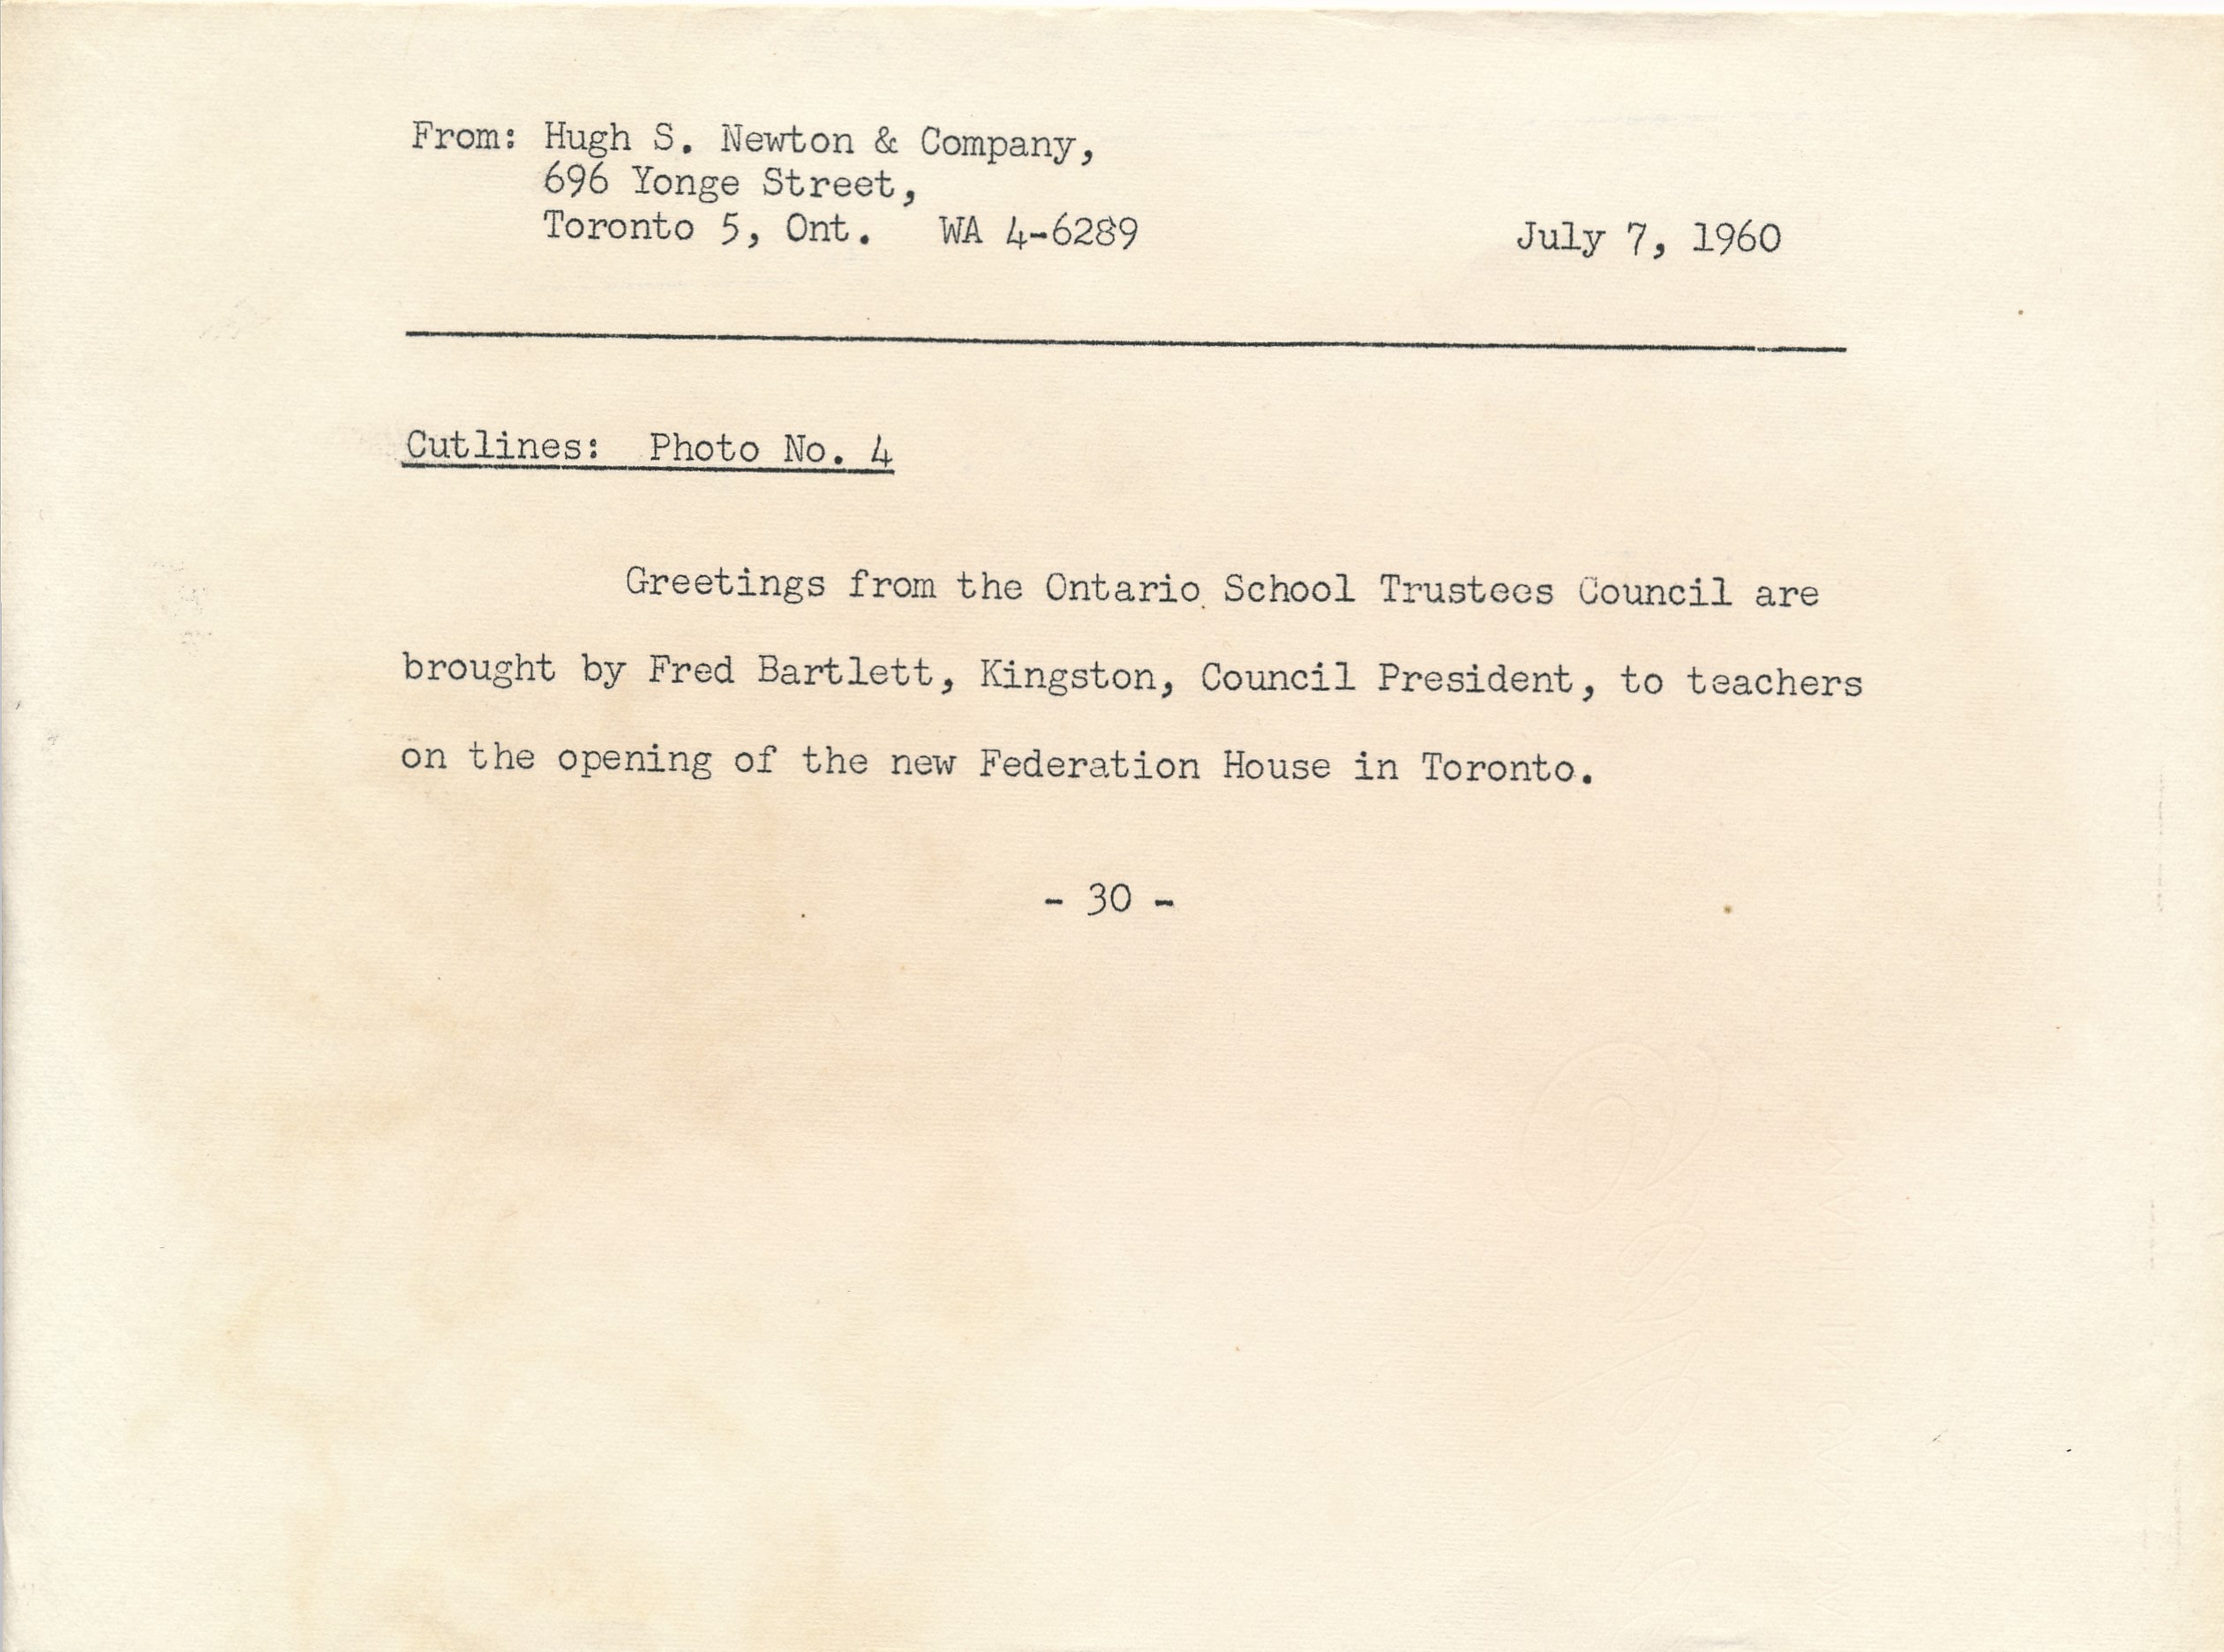 From: Hugh S. Newton & Company,
696 Yonge Street,
Toronto 5, Ont. WA 4-6289
July 7, 1960
Cutlines: Photo No. 4
Greetings from the Ontario School Trustees Council are
brought by Fred Bartlett, Kingston, Council President, to teachers
on the opening of the new Federation House in Toronto.
- 30 -